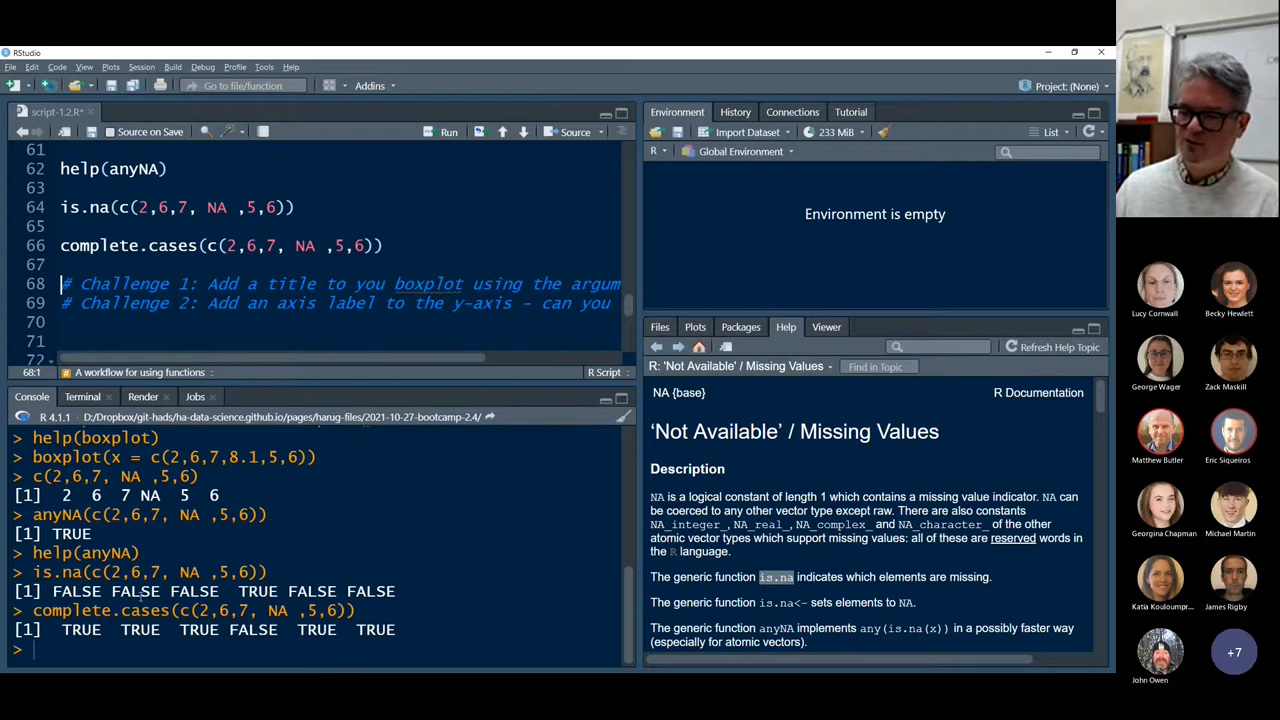 RStudio
File Edit Code View Plots Session Build Debug Profile Tools Help
Go to file/function
Addins
Project: (None)
script-1.2.R*
Source on Save
Run
Source
61
62 help(anyNA)
63
64 is.na(c(2,6,7, NA ,5,6))
65
66 complete.cases(c(2,6,7, NA ,5,6))
67
68 # Challenge 1: Add a title to you boxplot using the argum
69 # Challenge 2: Add an axis label to the y-axis - can you
70
71
72
68:1 # A workflow for using functions R Script
Console Terminal Render Jobs
R 4.1.1 · D:/Dropbox/git-hads/ha-data-science.github.io/pages/harug-files/2021-10-27-bootcamp-2.4/
> help(boxplot)
> boxplot(x = c(2,6,7,8.1,5,6))
> c(2,6,7, NA ,5,6)
[1] 2 6 7 NA 5 6
> anyNA(c(2,6,7, NA ,5,6))
[1] TRUE
> help(anyNA)
> is.na(c(2,6,7, NA ,5,6))
[1] FALSE FALSE FALSE TRUE FALSE FALSE
> complete.cases(c(2,6,7, NA ,5,6))
[1] TRUE TRUE TRUE FALSE TRUE TRUE
>
Environment History Connections Tutorial
Import Dataset 233 MiB List
R Global Environment
Environment is empty
Files Plots Packages Help Viewer
Refresh Help Topic
R: 'Not Available' / Missing Values Find in Topic
NA {base} R Documentation
‘Not Available’ / Missing Values
Description
NA is a logical constant of length 1 which contains a missing value indicator. NA can
be coerced to any other vector type except raw. There are also constants
NA_integer_, NA_real_, NA_complex_ and NA_character_ of the other
atomic vector types which support missing values: all of these are reserved words in
the R language.
The generic function is.na indicates which elements are missing.
The generic function is.na<- sets elements to NA.
The generic function anyNA implements any(is.na(x)) in a possibly faster way
(especially for atomic vectors).
Lucy Cornwall
Becky Hewlett
George Wager
Zack Maskill
Matthew Butler
Eric Siqueiros
Georgina Chapman
Michael Martin
Katia Kouloumpr...
James Rigby
John Owen
+7